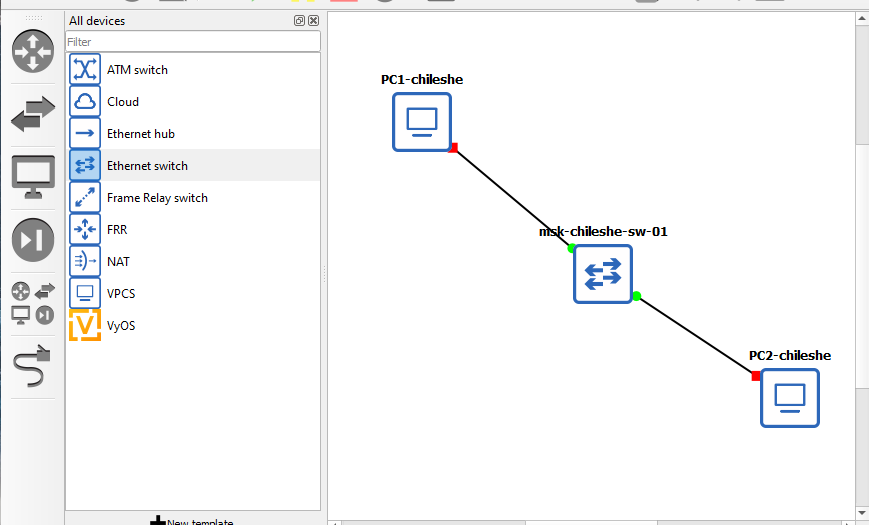 All devices
Filter
ATM switch
Cloud
Ethernet hub
Ethernet switch
Frame Relay switch
FRR
NAT
VPCS
VyOS
New template
PC1-chileshe
msk-chileshe-sw-01
PC2-chileshe